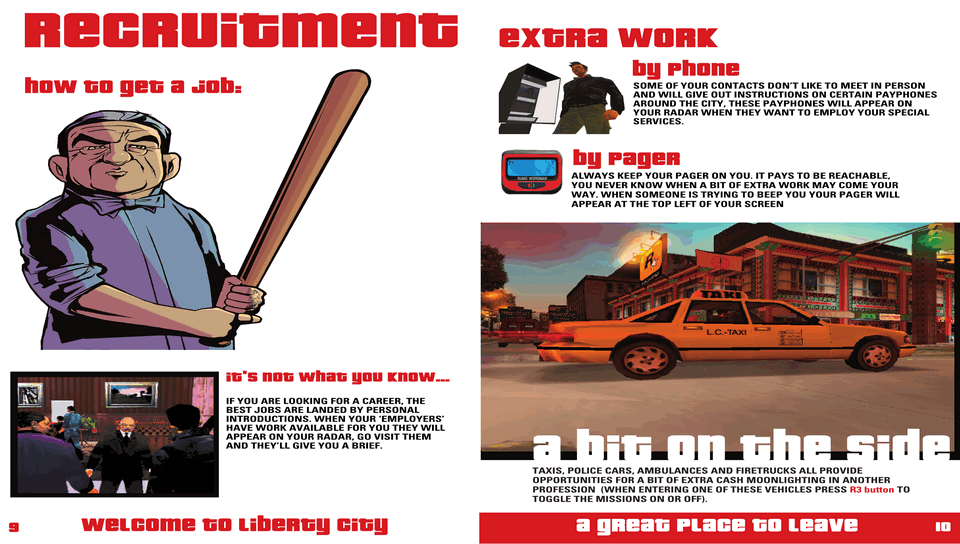 Recruitment
how to get a job:
it's not what you know...
IF YOU ARE LOOKING FOR A CAREER, THE
BEST JOBS ARE LANDED BY PERSONAL
INTRODUCTIONS. WHEN YOUR ‘EMPLOYERS’
HAVE WORK AVAILABLE FOR YOU THEY WILL
APPEAR ON YOUR RADAR, GO VISIT THEM
AND THEY'LL GIVE YOU A BRIEF.
9
Welcome to Liberty City
extra work
by phone
SOME OF YOUR CONTACTS DON'T LIKE TO MEET IN PERSON
AND WILL GIVE OUT INSTRUCTIONS ON CERTAIN PAYPHONES
AROUND THE CITY, THESE PAYPHONES WILL APPEAR ON
YOUR RADAR WHEN THEY WANT TO EMPLOY YOUR SPECIAL
SERVICES.
by pager
ALWAYS KEEP YOUR PAGER ON YOU. IT PAYS TO BE REACHABLE,
YOU NEVER KNOW WHEN A BIT OF EXTRA WORK MAY COME YOUR
WAY. WHEN SOMEONE IS TRYING TO BEEP YOU YOUR PAGER WILL
APPEAR AT THE TOP LEFT OF YOUR SCREEN
R
TAXI
L.C.-TAXI
a bit on the side
TAXIS, POLICE CARS, AMBULANCES AND FIRETRUCKS ALL PROVIDE
OPPORTUNITIES FOR A BIT OF EXTRA CASH MOONLIGHTING IN ANOTHER
PROFESSION (WHEN ENTERING ONE OF THESE VEHICLES PRESS R3 button TO
TOGGLE THE MISSIONS ON OR OFF).
a great place to leave
10